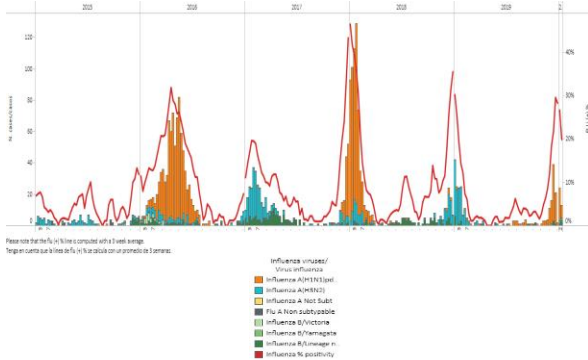 2015 2016 2017 2018 2019
120
100
80
60
40
20
0
40%
30%
20%
10%
0%
Please note that the flu (+) % line is computed with a 3 week average.
Tenga en cuenta que la líneas de flu (+) % se calcula con un promedio de 3 semanas.
Influenza viruses/
Virus influenza
Influenza A(H1N1)pd
Influenza A(H3N2)
Influenza A Not Subt
Flu A Non subtypable
Influenza B/Victoria
Influenza B/Yamagata
Influenza B/Lineage n.
Influenza % positivity